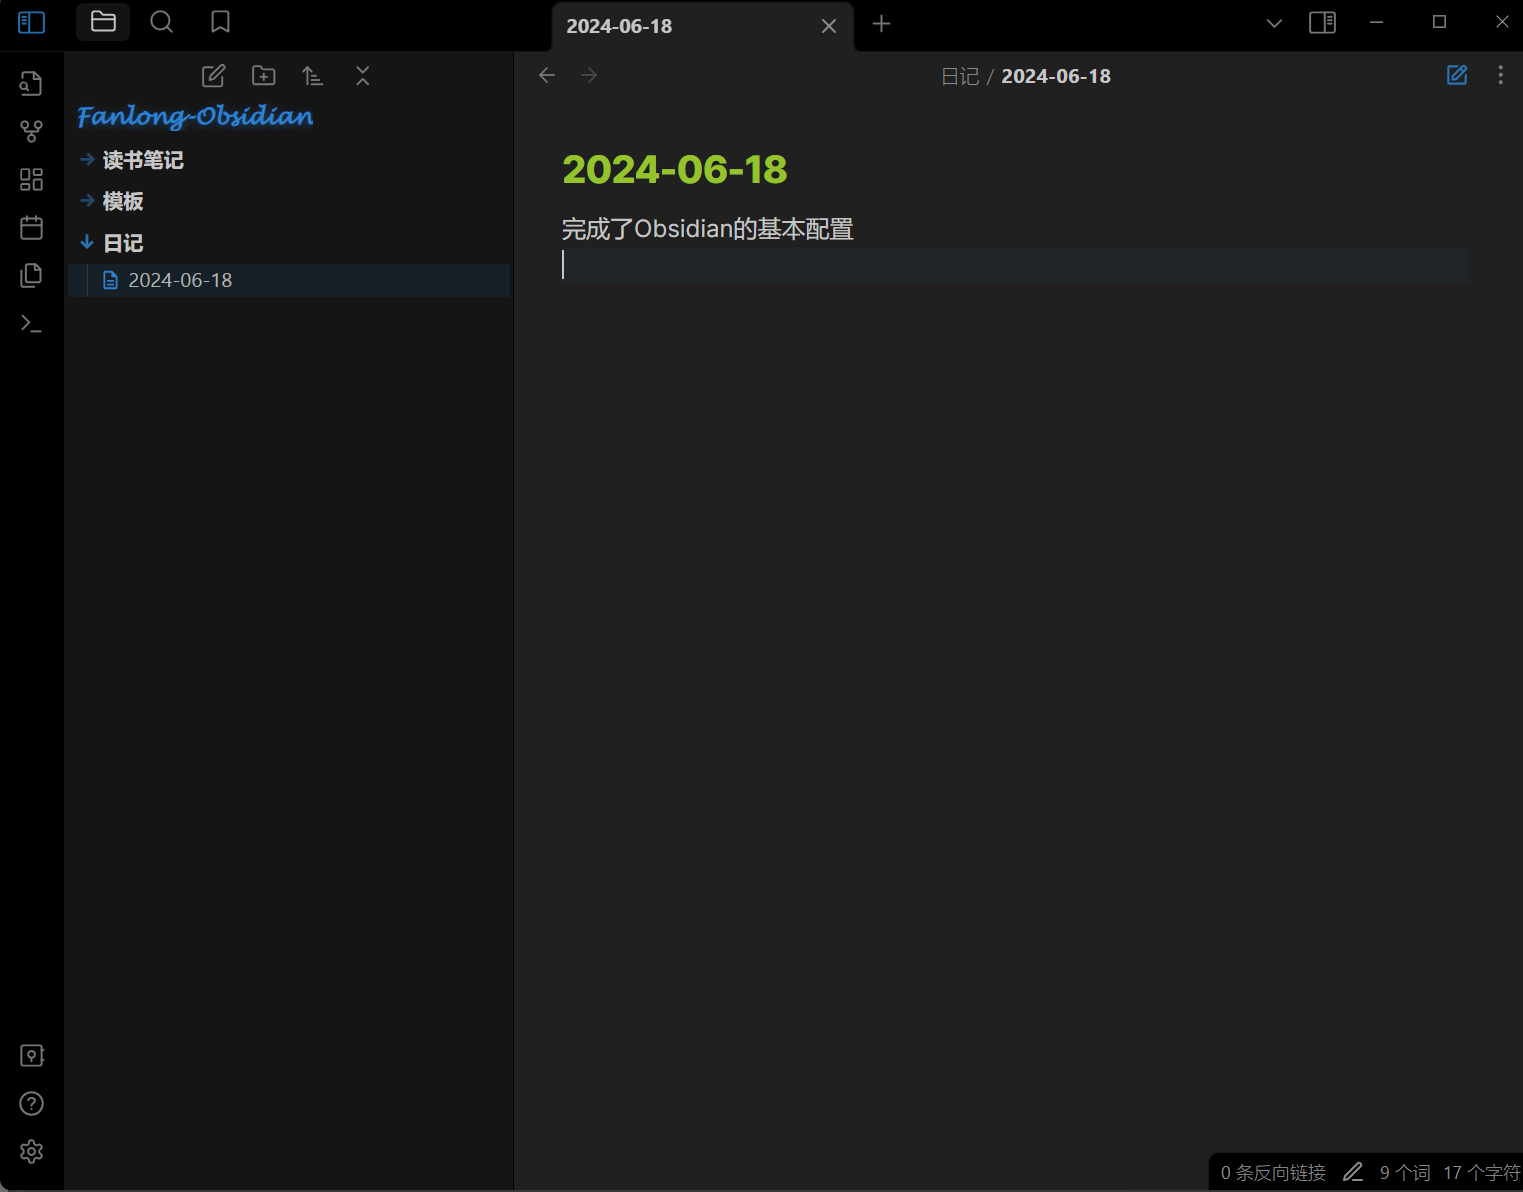 2024-06-18
日记 / 2024-06-18
Fanlong-Obsidian
读书笔记
模板
日记
2024-06-18
2024-06-18
完成了Obsidian的基本配置
0 条反向链接 9 个词 17 个字符